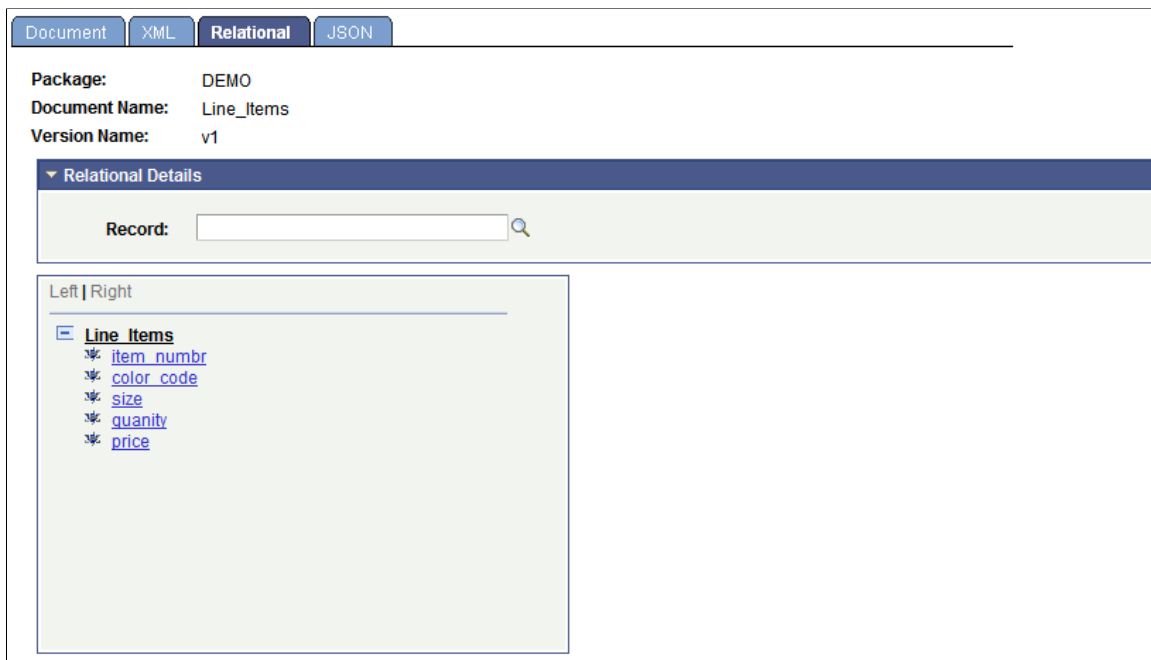 Document XML Relational JSON
Package: DEMO
Document Name: Line_Items
Version Name: v1
Relational Details
Record:
Left | Right
Line_Items
item_numbr
color_code
size
quanity
price